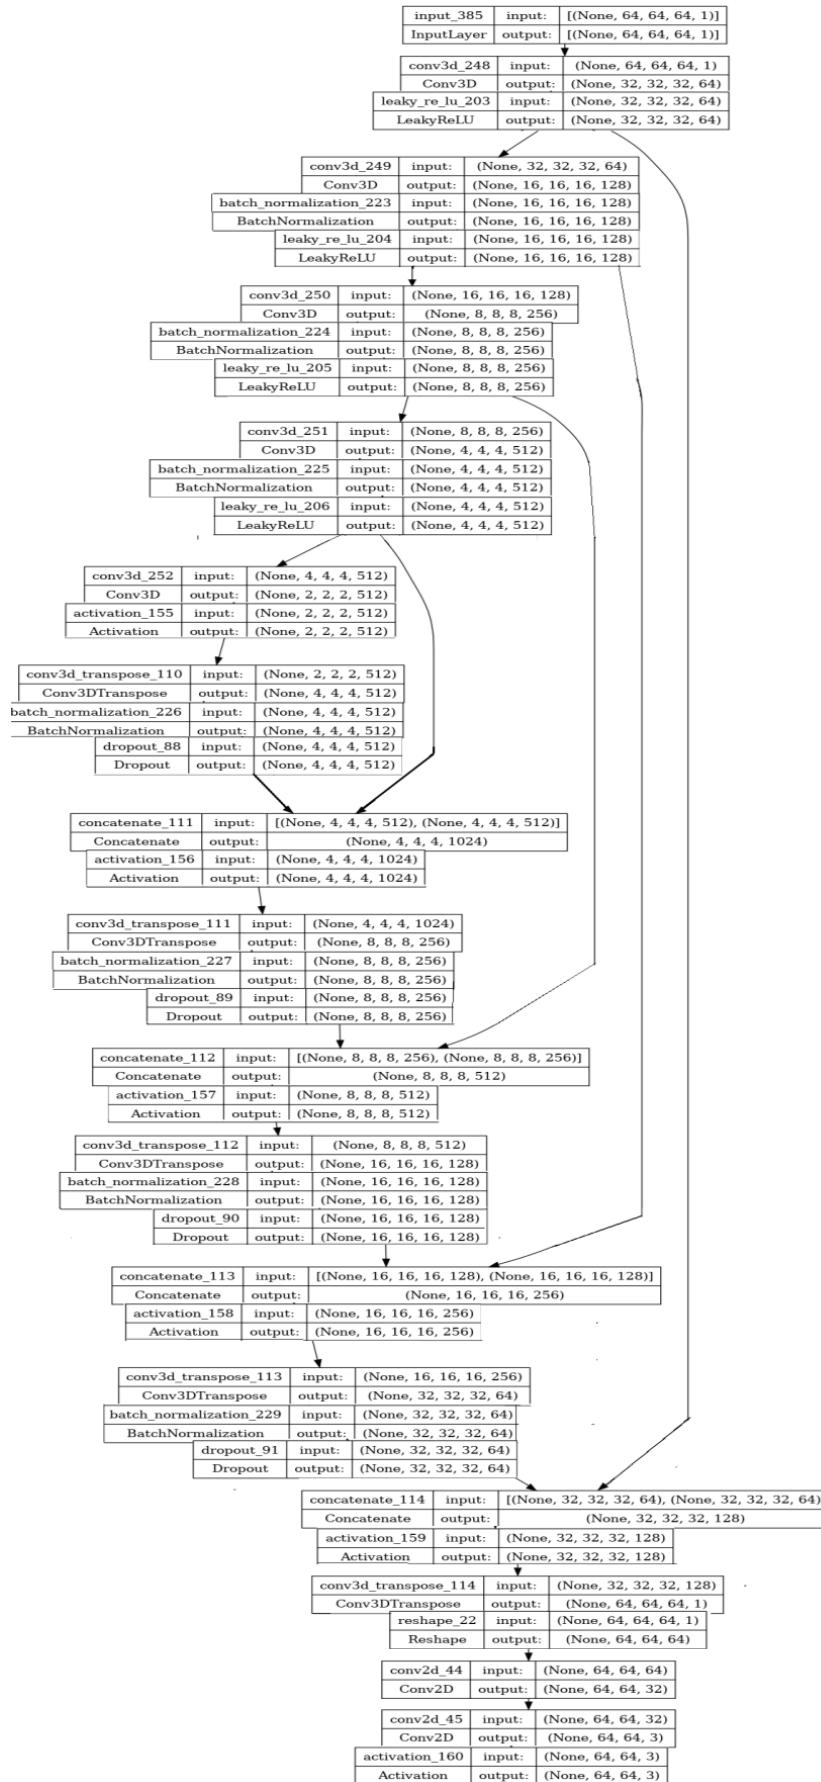 input_385 input: [(None, 64, 64, 64, 1)]
InputLayer output: [(None, 64, 64, 64, 1)]
conv3d_248 input: (None, 64, 64, 64, 1)
Conv3D output: (None, 32, 32, 32, 64)
leaky_re_lu_203 input: (None, 32, 32, 32, 64)
LeakyReLU output: (None, 32, 32, 32, 64)
conv3d_249 input: (None, 32, 32, 32, 64)
Conv3D output: (None, 16, 16, 16, 128)
batch_normalization_223 input: (None, 16, 16, 16, 128)
BatchNormalization output: (None, 16, 16, 16, 128)
leaky_re_lu_204 input: (None, 16, 16, 16, 128)
LeakyReLU output: (None, 16, 16, 16, 128)
conv3d_250 input: (None, 16, 16, 16, 128)
Conv3D output: (None, 8, 8, 8, 256)
batch_normalization_224 input: (None, 8, 8, 8, 256)
BatchNormalization output: (None, 8, 8, 8, 256)
leaky_re_lu_205 input: (None, 8, 8, 8, 256)
LeakyReLU output: (None, 8, 8, 8, 256)
conv3d_251 input: (None, 8, 8, 8, 256)
Conv3D output: (None, 4, 4, 4, 512)
batch_normalization_225 input: (None, 4, 4, 4, 512)
BatchNormalization output: (None, 4, 4, 4, 512)
leaky_re_lu_206 input: (None, 4, 4, 4, 512)
LeakyReLU output: (None, 4, 4, 4, 512)
conv3d_252 input: (None, 4, 4, 4, 512)
Conv3D output: (None, 2, 2, 2, 512)
activation_155 input: (None, 2, 2, 2, 512)
Activation output: (None, 2, 2, 2, 512)
conv3d_transpose_110 input: (None, 2, 2, 2, 512)
Conv3DTranspose output: (None, 4, 4, 4, 512)
batch_normalization_226 input: (None, 4, 4, 4, 512)
BatchNormalization output: (None, 4, 4, 4, 512)
dropout_88 input: (None, 4, 4, 4, 512)
Dropout output: (None, 4, 4, 4, 512)
concatenate_111 input: [(None, 4, 4, 4, 512), (None, 4, 4, 4, 512)]
Concatenate output: (None, 4, 4, 4, 1024)
activation_156 input: (None, 4, 4, 4, 1024)
Activation output: (None, 4, 4, 4, 1024)
conv3d_transpose_111 input: (None, 4, 4, 4, 1024)
Conv3DTranspose output: (None, 8, 8, 8, 256)
batch_normalization_227 input: (None, 8, 8, 8, 256)
BatchNormalization output: (None, 8, 8, 8, 256)
dropout_89 input: (None, 8, 8, 8, 256)
Dropout output: (None, 8, 8, 8, 256)
concatenate_112 input: [(None, 8, 8, 8, 256), (None, 8, 8, 8, 256)]
Concatenate output: (None, 8, 8, 8, 512)
activation_157 input: (None, 8, 8, 8, 512)
Activation output: (None, 8, 8, 8, 512)
conv3d_transpose_112 input: (None, 8, 8, 8, 512)
Conv3DTranspose output: (None, 16, 16, 16, 128)
batch_normalization_228 input: (None, 16, 16, 16, 128)
BatchNormalization output: (None, 16, 16, 16, 128)
dropout_90 input: (None, 16, 16, 16, 128)
Dropout output: (None, 16, 16, 16, 128)
concatenate_113 input: [(None, 16, 16, 16, 128), (None, 16, 16, 16, 128)]
Concatenate output: (None, 16, 16, 16, 256)
activation_158 input: (None, 16, 16, 16, 256)
Activation output: (None, 16, 16, 16, 256)
conv3d_transpose_113 input: (None, 16, 16, 16, 256)
Conv3DTranspose output: (None, 32, 32, 32, 64)
batch_normalization_229 input: (None, 32, 32, 32, 64)
BatchNormalization output: (None, 32, 32, 32, 64)
dropout_91 input: (None, 32, 32, 32, 64)
Dropout output: (None, 32, 32, 32, 64)
concatenate_114 input: [(None, 32, 32, 32, 64), (None, 32, 32, 32, 64)
Concatenate output: (None, 32, 32, 32, 128)
activation_159 input: (None, 32, 32, 32, 128)
Activation output: (None, 32, 32, 32, 128)
conv3d_transpose_114 input: (None, 32, 32, 32, 128)
Conv3DTranspose output: (None, 64, 64, 64, 1)
reshape_22 input: (None, 64, 64, 64, 1)
Reshape output: (None, 64, 64, 64)
conv2d_44 input: (None, 64, 64, 64)
Conv2D output: (None, 64, 64, 32)
conv2d_45 input: (None, 64, 64, 32)
Conv2D output: (None, 64, 64, 3)
activation_160 input: (None, 64, 64, 3)
Activation output: (None, 64, 64, 3)